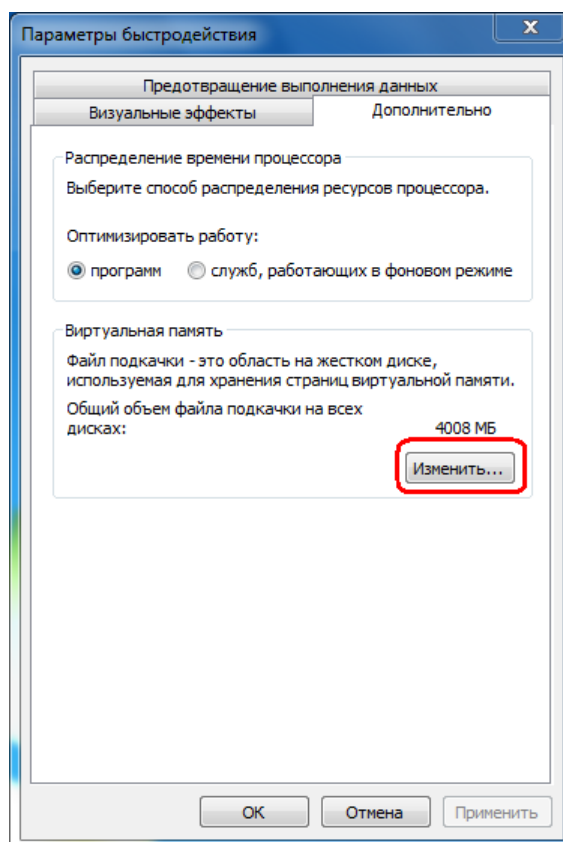 Параметры быстродействия
Предотвращение выполнения данных
Визуальные эффекты
Дополнительно
Распределение времени процессора
Выберите способ распределения ресурсов процессора.
Оптимизировать работу:
программ
служб, работающих в фоновом режиме
Виртуальная память
Файл подкачки - это область на жестком диске,
используемая для хранения страниц виртуальной памяти.
Общий объем файла подкачки на всех
дисках:
4008 МБ
Изменить...
ОК
Отмена
Применить